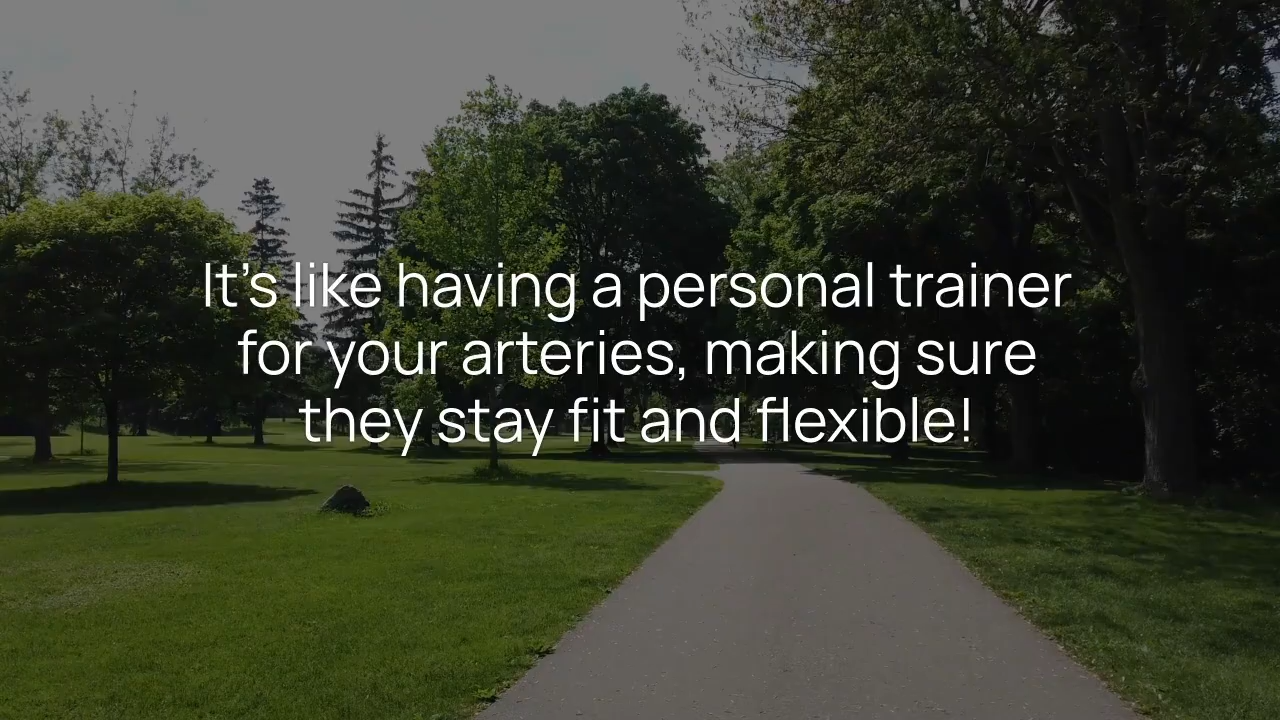 It’s like having a personal trainer
for your arteries, making sure
they stay fit and flexible!